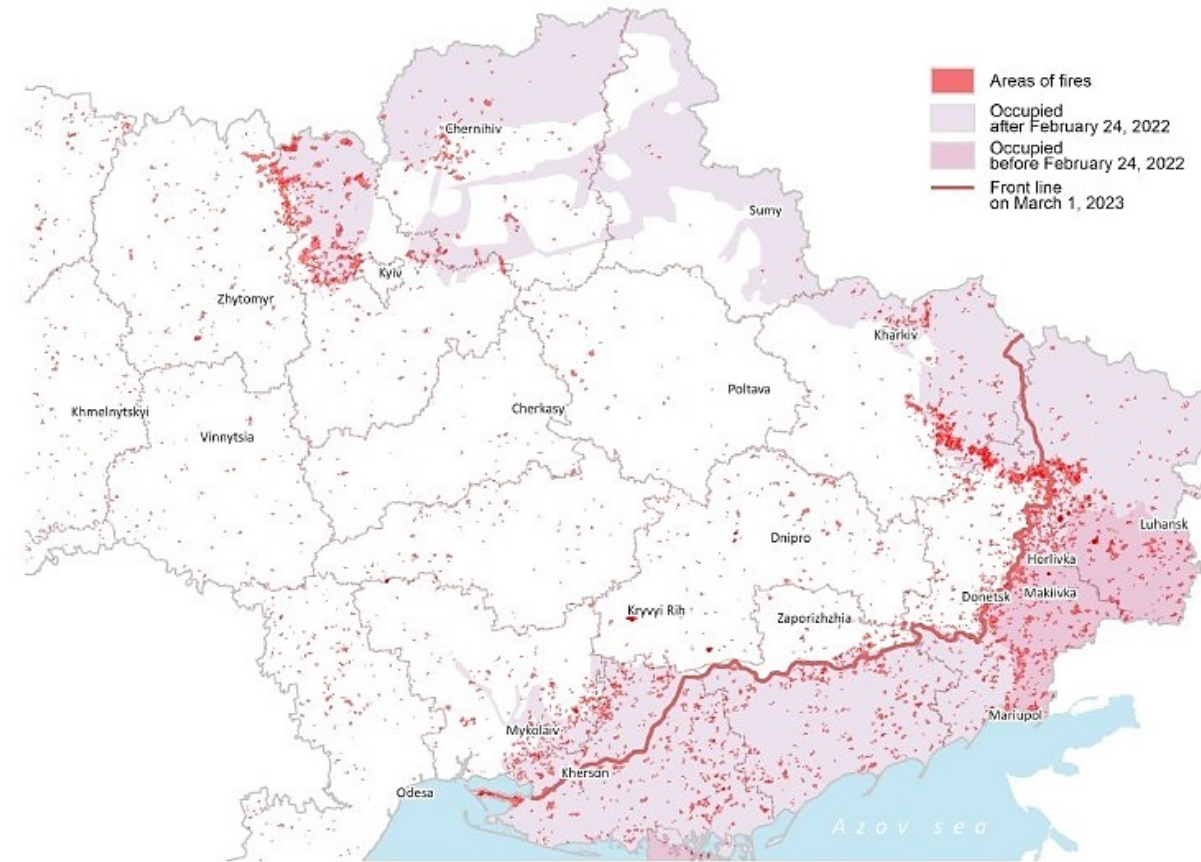 Areas of fires
Occupied
after February 24, 2022
Occupied
before February 24, 2022
Front line
on March 1, 2023
Chernihiv
Sumy
Kyiv
Zhytomyr
Kharkiv
Khmelnytskyi
Vinnytsia
Cherkasy
Poltava
Luhansk
Dnipro
Horlivka
Donetsk
Makiivka
Kryvyi Rih
Zaporizhzhia
Mariupol
Mykolaiv
Kherson
Odesa
Azov sea